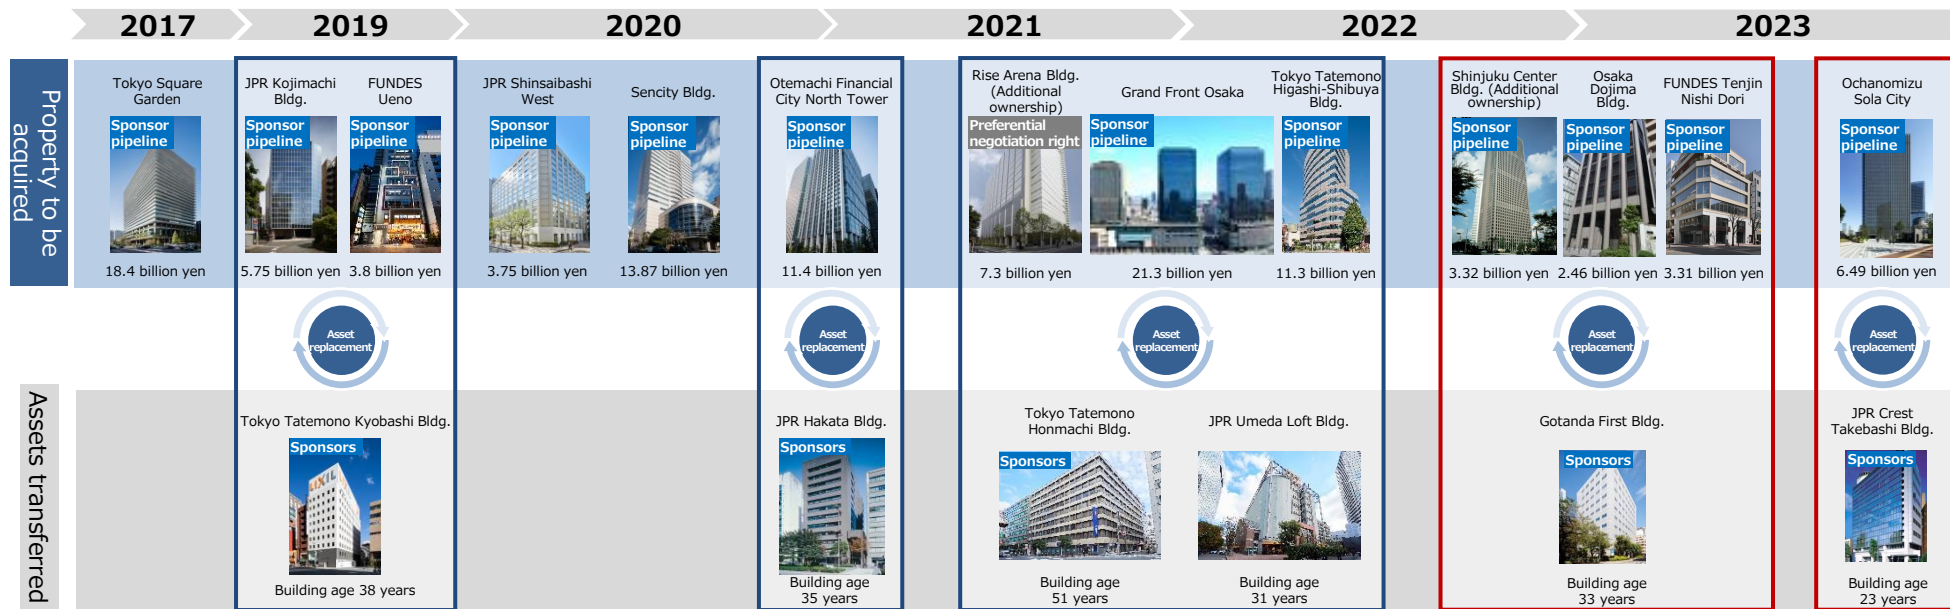 2017
2019
2020
2021
2022
2023
Property to be
acquired
Tokyo Square
Garden
Sponsor
pipeline
18.4 billion yen
JPR Kojimachi
Bldg.
Sponsor
pipeline
5.75 billion yen
FUNDES
Ueno
Sponsor
pipeline
3.8 billion yen
JPR Shinsaibashi
West
Sponsor
pipeline
3.75 billion yen
Sencity Bldg.
Sponsor
pipeline
13.87 billion yen
Otemachi Financial
City North Tower
Sponsor
pipeline
11.4 billion yen
Rise Arena Bldg.
(Additional
ownership)
Preferential
negotiation right
7.3 billion yen
Grand Front Osaka
Sponsor
pipeline
21.3 billion yen
Tokyo Tatemono
Higashi-Shibuya
Bldg.
Sponsor
pipeline
11.3 billion yen
Shinjuku Center
Bldg. (Additional
ownership)
Sponsor
pipeline
3.32 billion yen
Osaka
Dojima
Bldg.
Sponsor
pipeline
2.46 billion yen
FUNDES Tenjin
Nishi Dori
Sponsor
pipeline
3.31 billion yen
Ochanomizu
Sola City
Sponsor
pipeline
6.49 billion yen
Asset
replacement
Asset
replacement
Asset
replacement
Asset
replacement
Asset
replacement
Assets transferred
Tokyo Tatemono Kyobashi Bldg.
Sponsors
LIXIL
Building age 38 years
JPR Hakata Bldg.
Sponsors
Building age
35 years
Tokyo Tatemono
Honmachi Bldg.
Sponsors
Building age
51 years
JPR Umeda Loft Bldg.
Building age
31 years
Gotanda First Bldg.
Sponsors
Building age
33 years
JPR Crest
Takebashi Bldg.
Sponsors
Building age
23 years